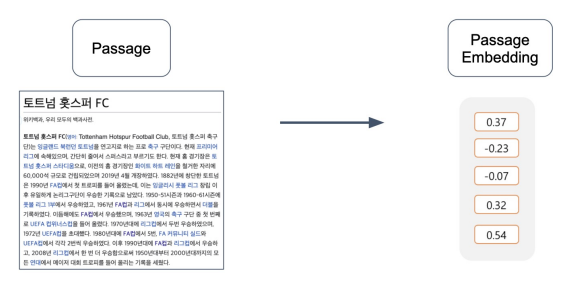 Passage
Passage
Embedding
토트넘 홋스퍼 FC
위키백과, 우리 모두의 백과사전.
토트넘 홋스퍼 FC(영어: Tottenham Hotspur Football Club, 토트넘 홋스퍼 축구
단)는 잉글랜드 북런던 토트넘을 연고지로 하는 프로 축구 구단이다. 현재 프리미어
리그에 속해있으며, 간단히 줄여서 스퍼스라고 부르기도 한다. 현재 홈 경기장은 토
트넘 홋스퍼 스타디움으로, 이전의 홈 경기장인 화이트 하트 레인을 철거한 자리에
60,000석 규모로 건립되었으며 2019년 4월 개장하였다. 1882년에 창단한 토트넘
은 1990년 FA컵에서 첫 트로피를 들어 올렸는데, 이는 잉글리시 풋볼 리그 창립 이
후 유일하게 논리그구단이 우승한 기록으로 남았다. 1950-51시즌과 1960-61시즌에
풋볼 리그 1부에서 우승하였고, 1961년 FA컵과 리그에서 동시에 우승하면서 더블을
기록하였다. 이듬해에도 FA컵에서 우승했으며, 1963년 영국의 축구 구단 중 첫 번째
로 UEFA 컵위너스컵을 들어 올렸다. 1970년대에 리그컵에서 두번 우승하였으며,
1972년 UEFA컵을 초대했다. 1980년대에 FA컵에서 5번, FA 커뮤니티 실드와
UEFA컵에서 각각 2번씩 우승하였다. 이후 1990년대에 FA컵과 리그컵에서 우승하
고, 2008년 리그컵에서 한 번 더 우승함으로써 1950년대부터 2000년대까지의 모
든 연대에서 메이저 대회 트로피를 들어 올리는 기록을 세웠다.
0.37
-0.23
-0.07
0.32
0.54